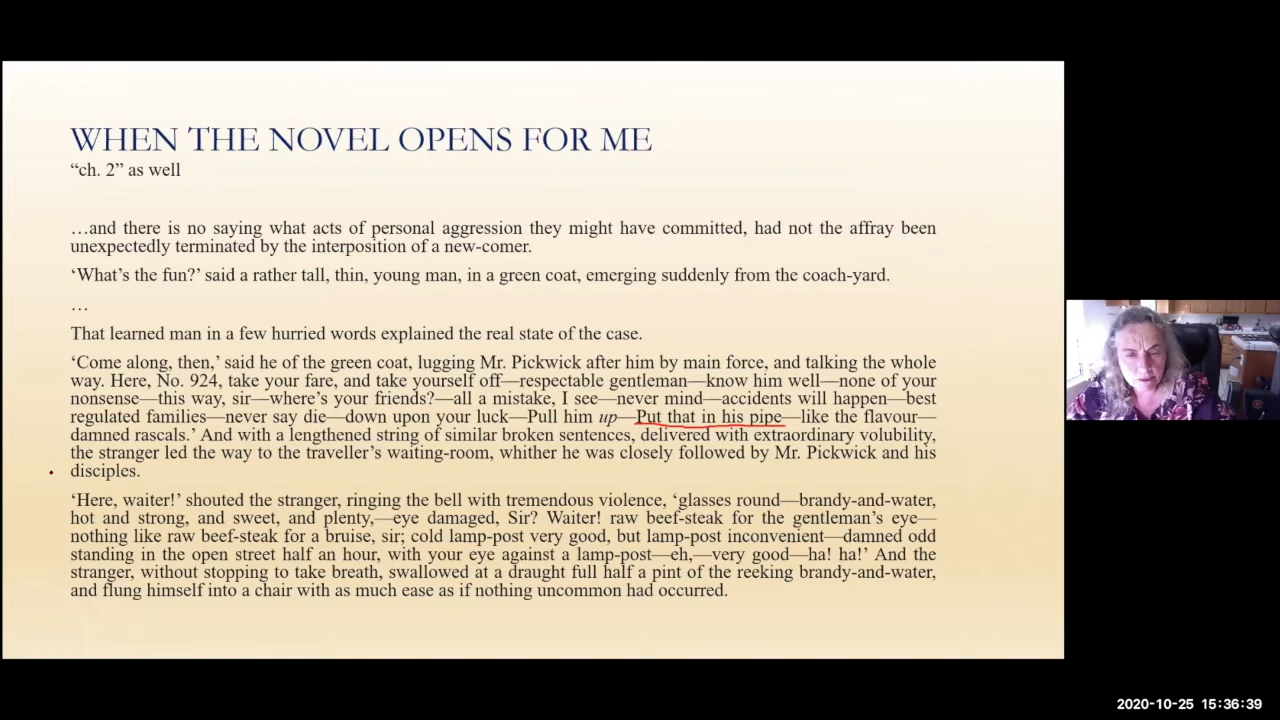 WHEN THE NOVEL OPENS FOR ME
“ch. 2” as well
…and there is no saying what acts of personal aggression they might have committed, had not the affray been
unexpectedly terminated by the interposition of a new-comer.
‘What’s the fun?’ said a rather tall, thin, young man, in a green coat, emerging suddenly from the coach-yard.
…
That learned man in a few hurried words explained the real state of the case.
‘Come along, then,’ said he of the green coat, lugging Mr. Pickwick after him by main force, and talking the whole
way. Here, No. 924, take your fare, and take yourself off—respectable gentleman—know him well—none of your
nonsense—this way, sir—where’s your friends?—all a mistake, I see—never mind—accidents will happen—best
regulated families—never say die—down upon your luck—Pull him up—Put that in his pipe—like the flavour—
damned rascals.’ And with a lengthened string of similar broken sentences, delivered with extraordinary volubility,
the stranger led the way to the traveller’s waiting-room, whither he was closely followed by Mr. Pickwick and his
disciples.
‘Here, waiter!’ shouted the stranger, ringing the bell with tremendous violence, ‘glasses round—brandy-and-water,
hot and strong, and sweet, and plenty,—eye damaged, Sir? Waiter! raw beef-steak for the gentleman’s eye—
nothing like raw beef-steak for a bruise, sir; cold lamp-post very good, but lamp-post inconvenient—damned odd
standing in the open street half an hour, with your eye against a lamp-post—eh,—very good—ha! ha!’ And the
stranger, without stopping to take breath, swallowed at a draught full half a pint of the reeking brandy-and-water,
and flung himself into a chair with as much ease as if nothing uncommon had occurred.
2020-10-25 15:36:39